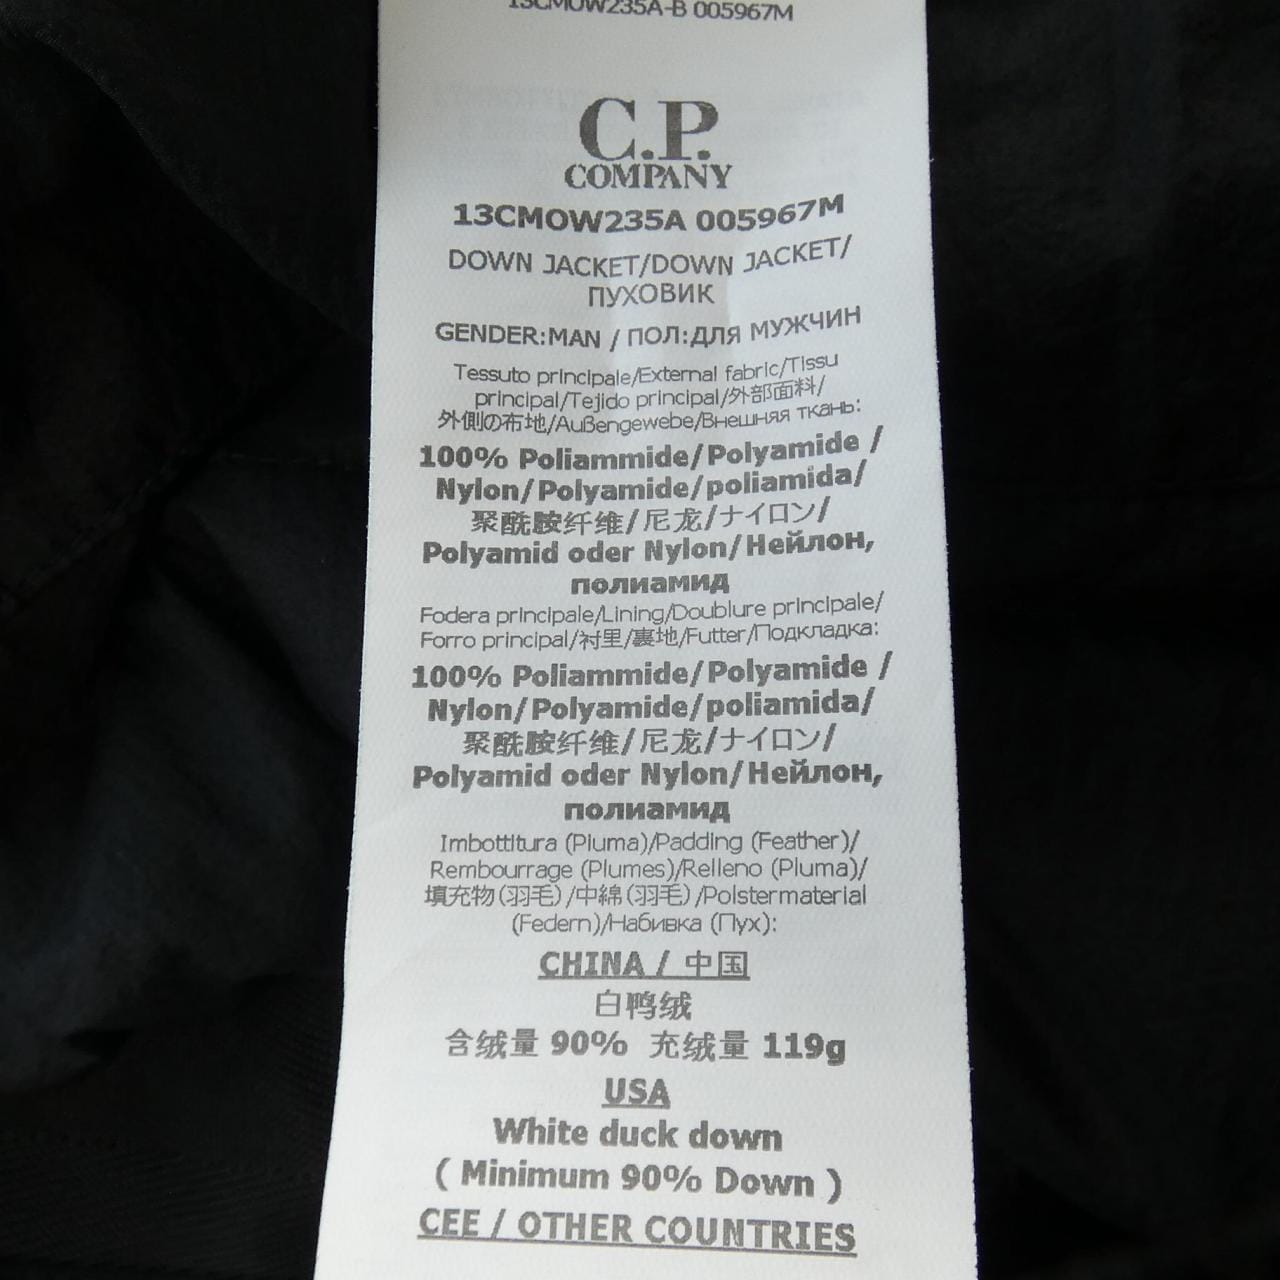 13CMOW235A-B 005967M
C.P.
COMPANY
13CMOW235A 005967M
DOWN JACKET/DOWN JACKET/
ПУХОВИК
GENDER:MAN / ПОЛ:ДЛЯ МУЖЧИН
Tessuto principale/External fabric/Tissu
principal/Tejido principal/外部面料/
外側の布地/Außengewebe/Внешняя ткань:
100% Poliammide/Polyamide /
Nylon/Polyamide/poliamida/
聚酰胺纤维/尼龙/ナイロン/
Polyamid oder Nylon/Нейлон,
полиамид
Fodera principale/Lining/Doublure principale/
Forro principal/衬里/裏地/Futter/Подкладка:
100% Poliammide/Polyamide /
Nylon/Polyamide/poliamida/
聚酰胺纤维/尼龙/ナイロン/
Polyamid oder Nylon/Нейлон,
полиамид
Imbottitura (Piuma)/Padding (Feather)/
Rembourrage (Plumes)/Relleno (Pluma)/
填充物(羽毛)/中綿(羽毛)/Polstermaterial
(Federn)/Набивка (Пух):
CHINA / 中国
白鸭绒
含绒量 90% 充绒量 119g
USA
White duck down
( Minimum 90% Down )
CEE / OTHER COUNTRIES